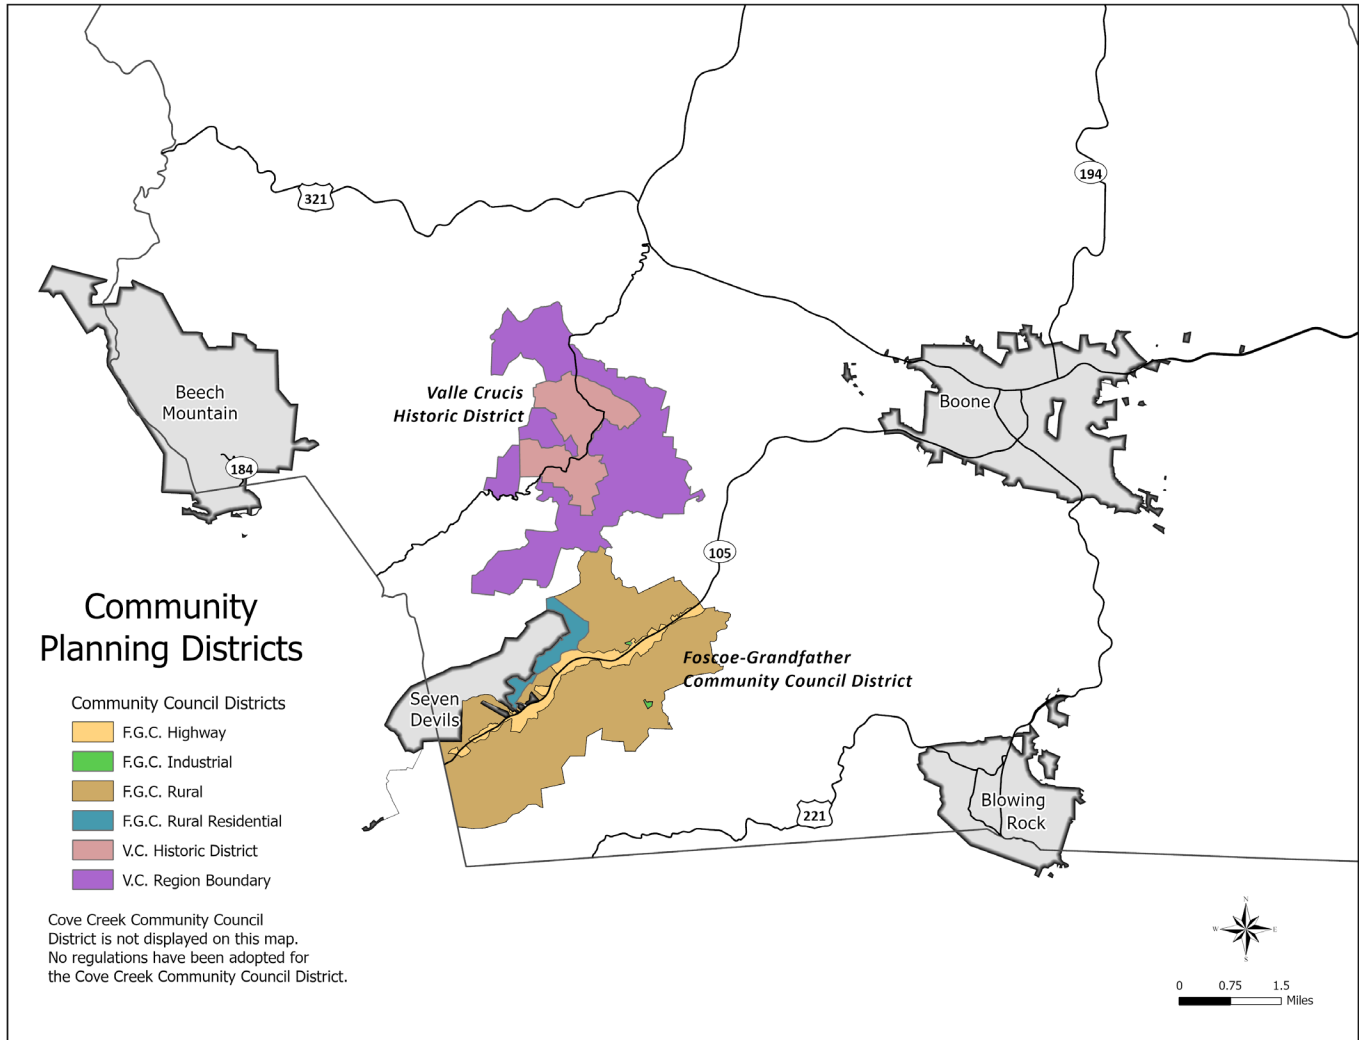 194
321
Beech
Mountain
Valle Crucis
Historic District
Boone
184
105
Community
Planning Districts
Foscoe-Grandfather
Community Council District
Seven
Devils
Community Council Districts
F.G.C. Highway
F.G.C. Industrial
F.G.C. Rural
F.G.C. Rural Residential
V.C. Historic District
V.C. Region Boundary
221
Blowing
Rock
Cove Creek Community Council
District is not displayed on this map.
No regulations have been adopted for
the Cove Creek Community Council District.
N
W E
S
0 0.75 1.5
Miles